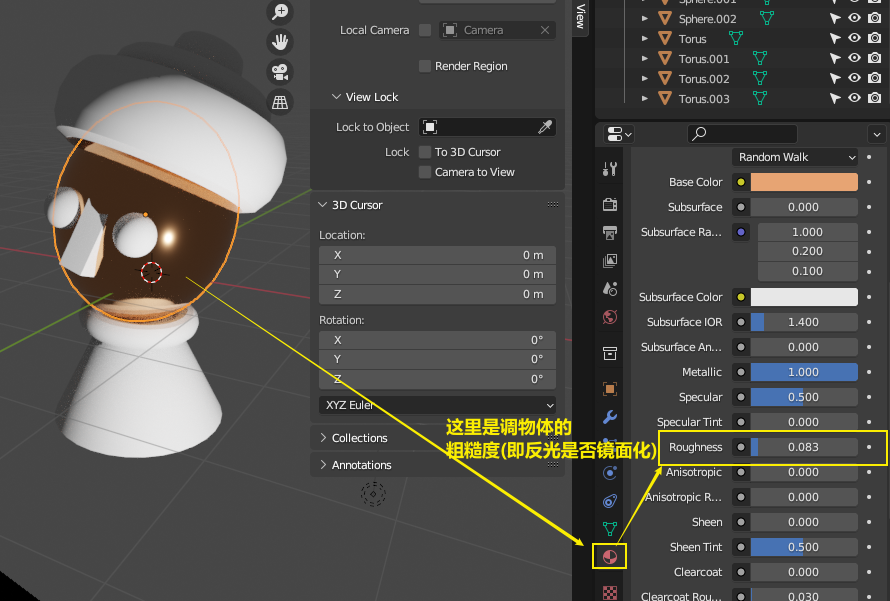 Local Camera
Camera
Render Region
View Lock
Lock to Object
Lock
To 3D Cursor
Camera to View
3D Cursor
Location:
X 0 m
Y 0 m
Z 0 m
Rotation:
X 0°
Y 0°
Z 0°
XYZ Euler
Collections
Annotations
View
这里是调物体的
粗糙度(即反光是否镜面化)
Sphere.001
Sphere.002
Torus
Torus.001
Torus.002
Torus.003
Random Walk
Base Color
Subsurface 0.000
Subsurface Ra... 1.000
0.200
0.100
Subsurface Color
Subsurface IOR 1.400
Subsurface An... 0.000
Metallic 1.000
Specular 0.500
Specular Tint 0.000
Roughness 0.083
Anisotropic 0.000
Anisotropic R... 0.000
Sheen 0.000
Sheen Tint 0.500
Clearcoat 0.000
Clearcoat Rou... 0.030